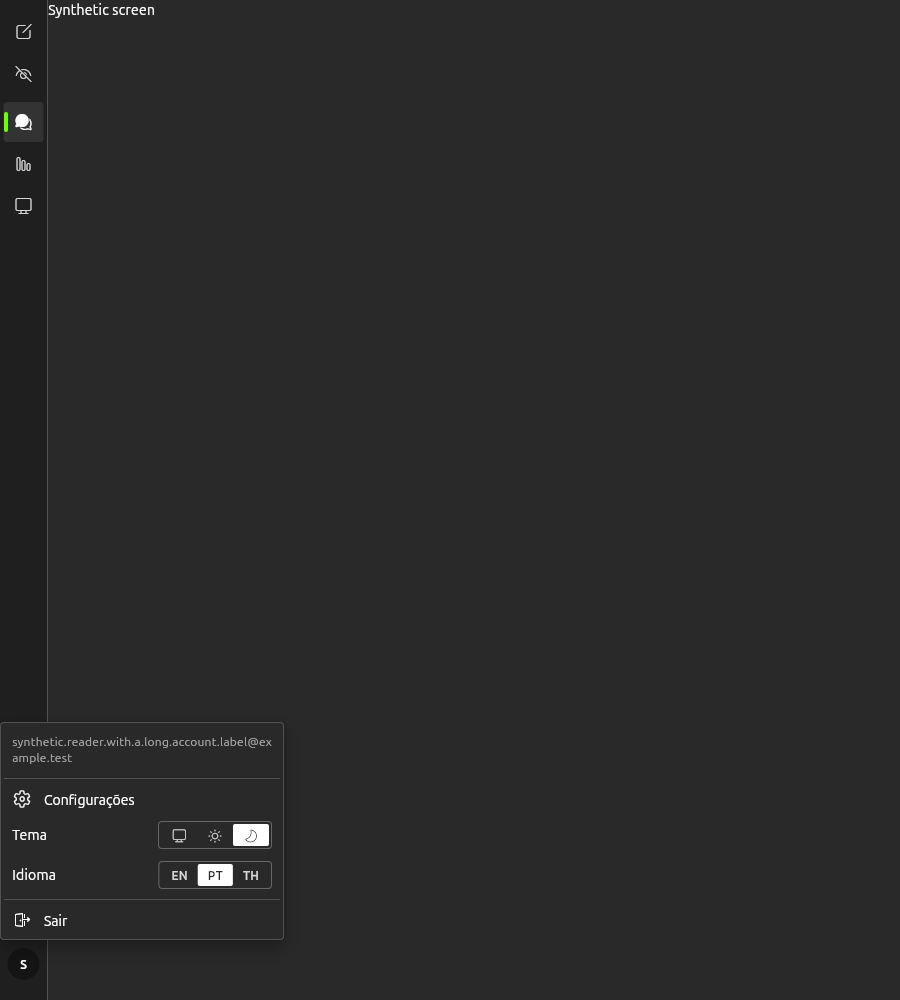 Synthetic screen
synthetic.reader.with.a.long.account.label@ex
ample.test
Configurações
Tema
Idioma EN PT TH
Sair
S